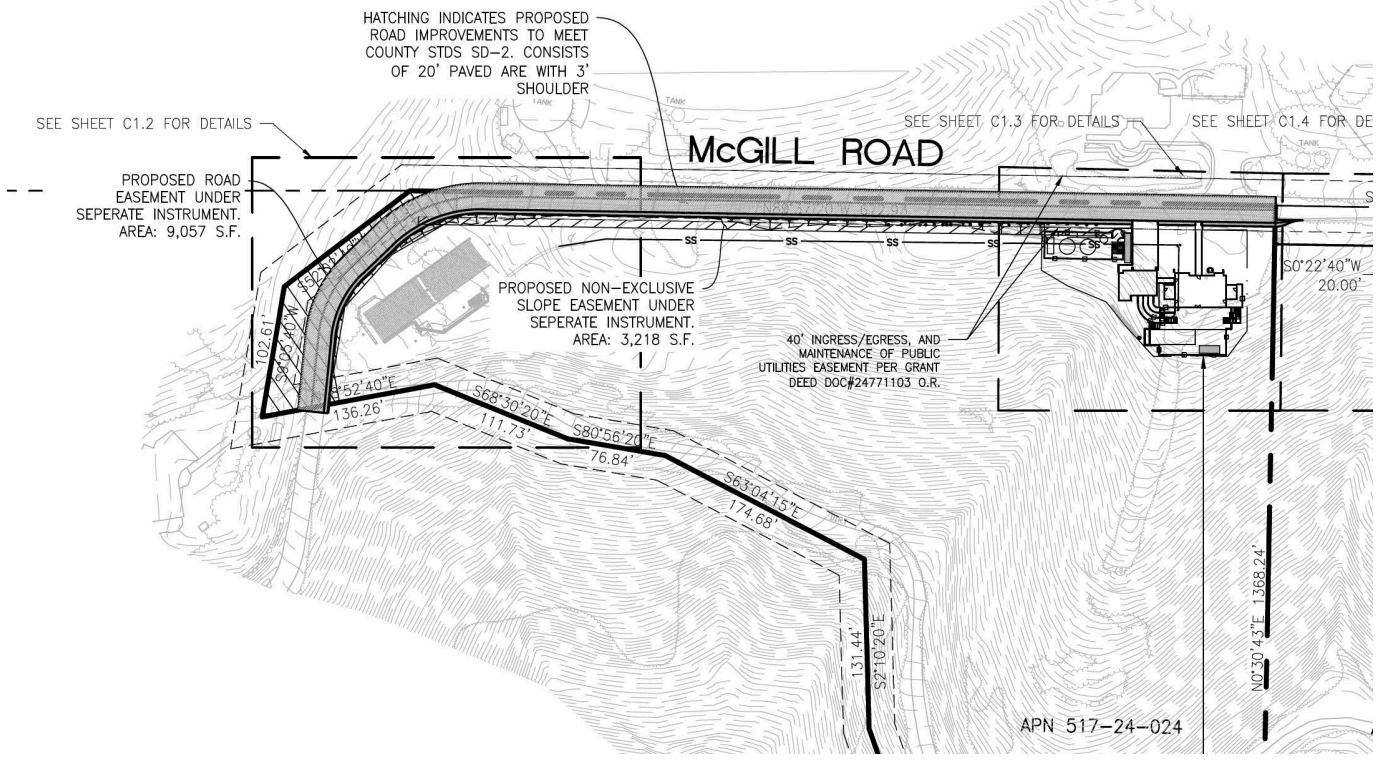 HATCHING INDICATES PROPOSED
ROAD IMPROVEMENTS TO MEET
COUNTY STDS SD-2. CONSISTS
OF 20' PAVED ARE WITH 3'
SHOULDER
SEE SHEET C1.2 FOR DETAILS
TANK
TANK
SEE SHEET C1.3 FOR DETAILS
SEE SHEET C1.4 FOR DE
TANK
McGILL ROAD
PROPOSED ROAD
EASEMENT UNDER
SEPERATE INSTRUMENT.
AREA: 9,057 S.F.
SS
SS
SS
SS
SS
S0°22'40"W
20.00'
PROPOSED NON-EXCLUSIVE
SLOPE EASEMENT UNDER
SEPERATE INSTRUMENT.
AREA: 3,218 S.F.
40' INGRESS/EGRESS, AND
MAINTENANCE OF PUBLIC
UTILITIES EASEMENT PER GRANT
DEED DOC#24771103 O.R.
102.61'
S8°05'40"W
136.26'
S68°30'20"E
111.73'
S80°56'20"E
76.84'
S63°04'15"E
174.68'
131.44'
S2°10'20"E
N0°30'43"E 1368.24'
APN 517-24-024